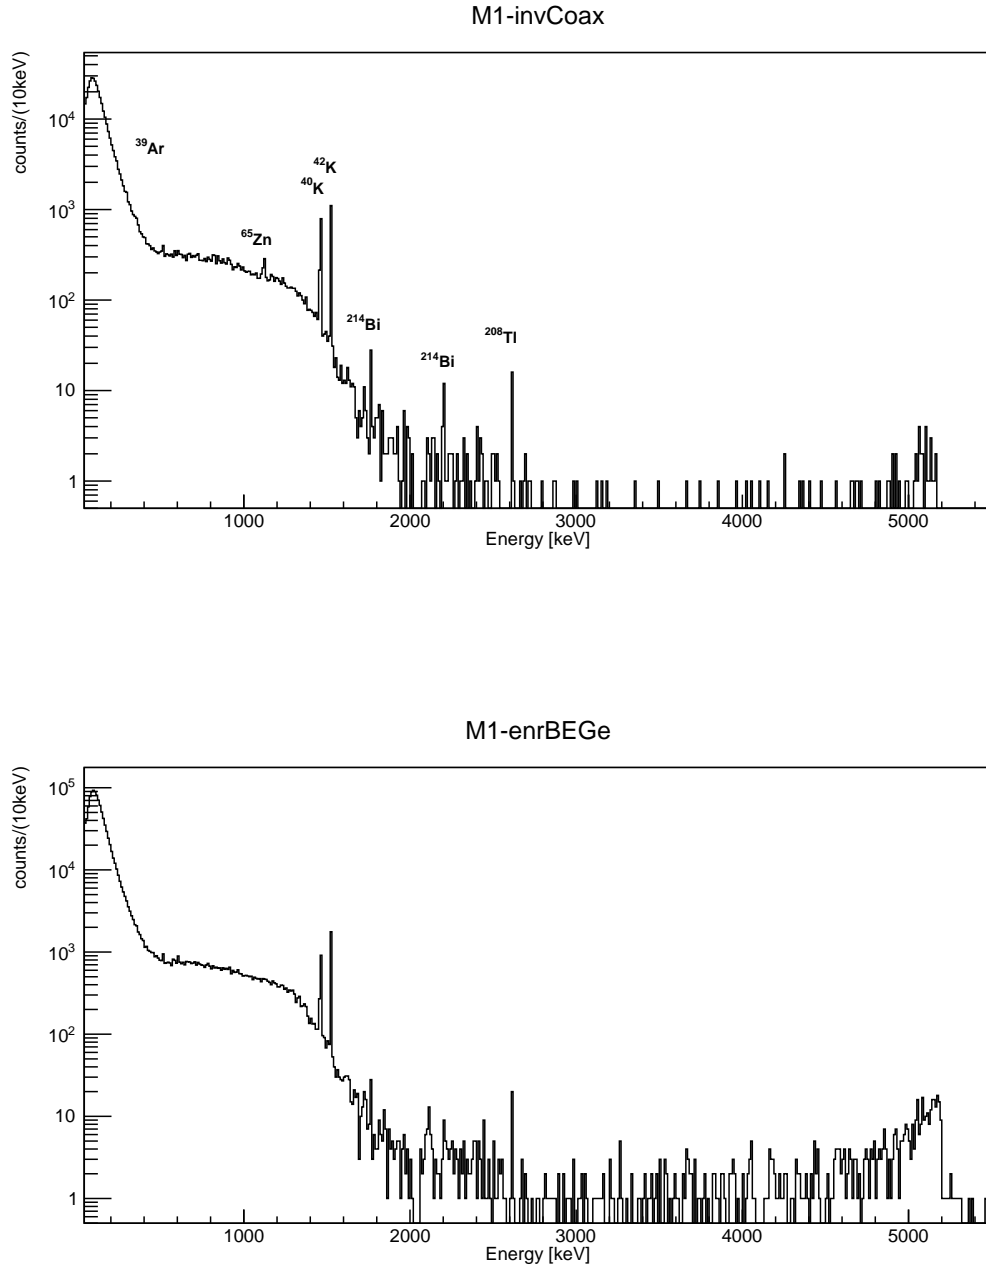 M1-invCoax
counts/(10keV)
10⁴
10³
10²
10
1
³⁹Ar
⁴²K
⁴⁰K
⁶⁵Zn
²¹⁴Bi
²¹⁴Bi
²⁰⁸Tl
1000 2000 3000 4000 5000
Energy [keV]
M1-enrBEGe
counts/(10keV)
10⁵
10⁴
10³
10²
10
1
1000 2000 3000 4000 5000
Energy [keV]